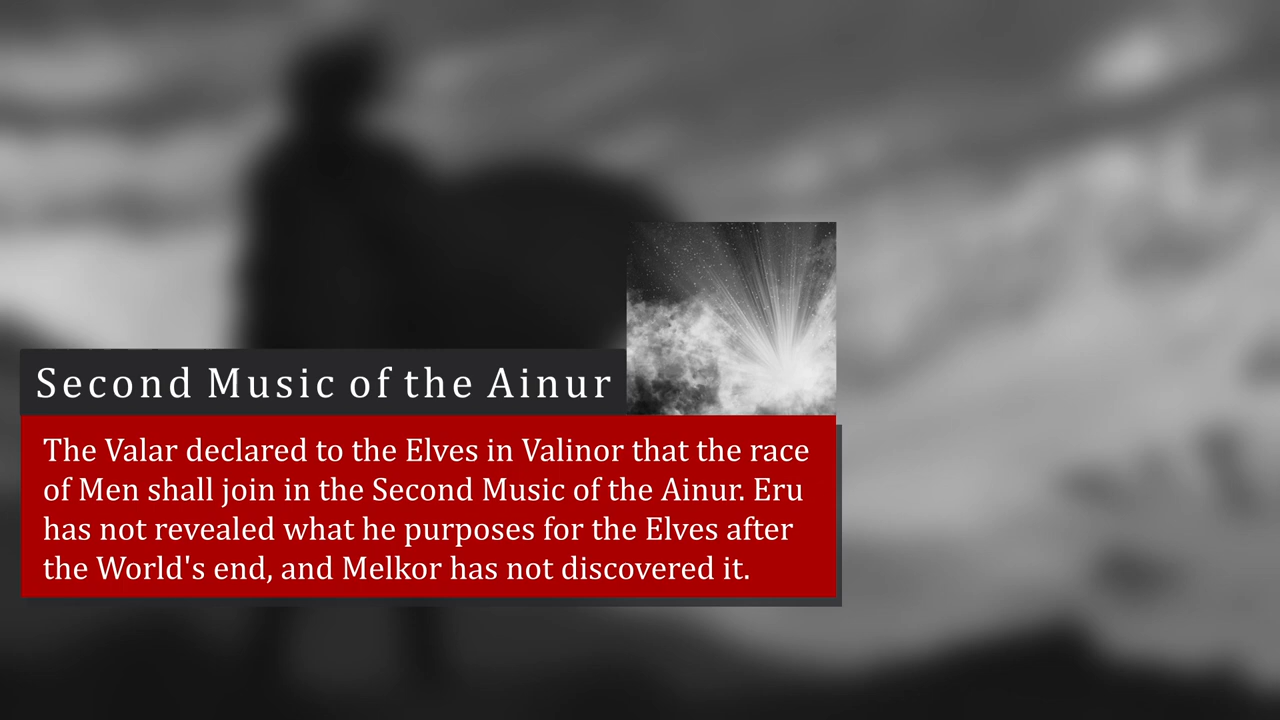 Second Music of the Ainur
The Valar declared to the Elves in Valinor that the race
of Men shall join in the Second Music of the Ainur. Eru
has not revealed what he purposes for the Elves after
the World's end, and Melkor has not discovered it.